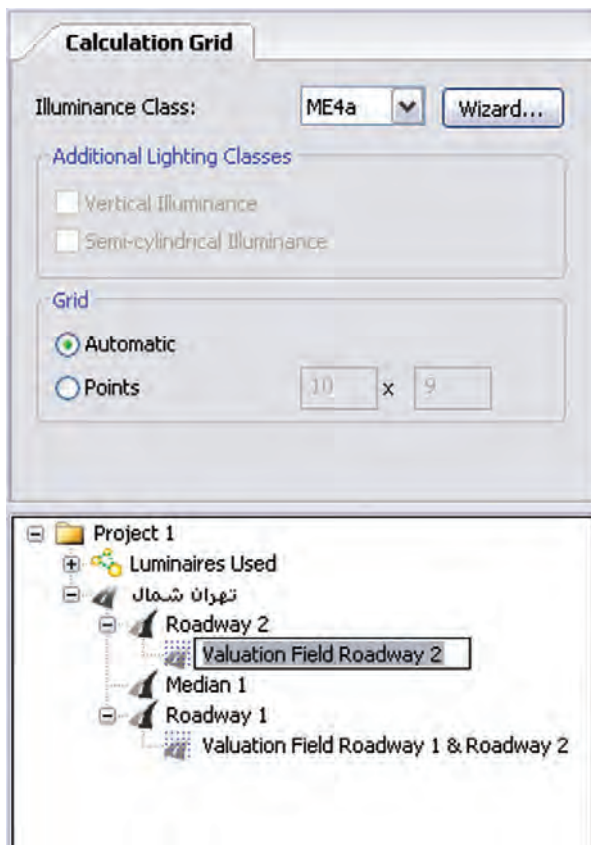 Calculation Grid
Illuminance Class: ME4a Wizard...
Additional Lighting Classes
Vertical Illuminance
Semi-cylindrical Illuminance
Grid
Automatic
Points 10 x 9
Project 1
Luminaires Used
تهران شمال
Roadway 2
Valuation Field Roadway 2
Median 1
Roadway 1
Valuation Field Roadway 1 & Roadway 2